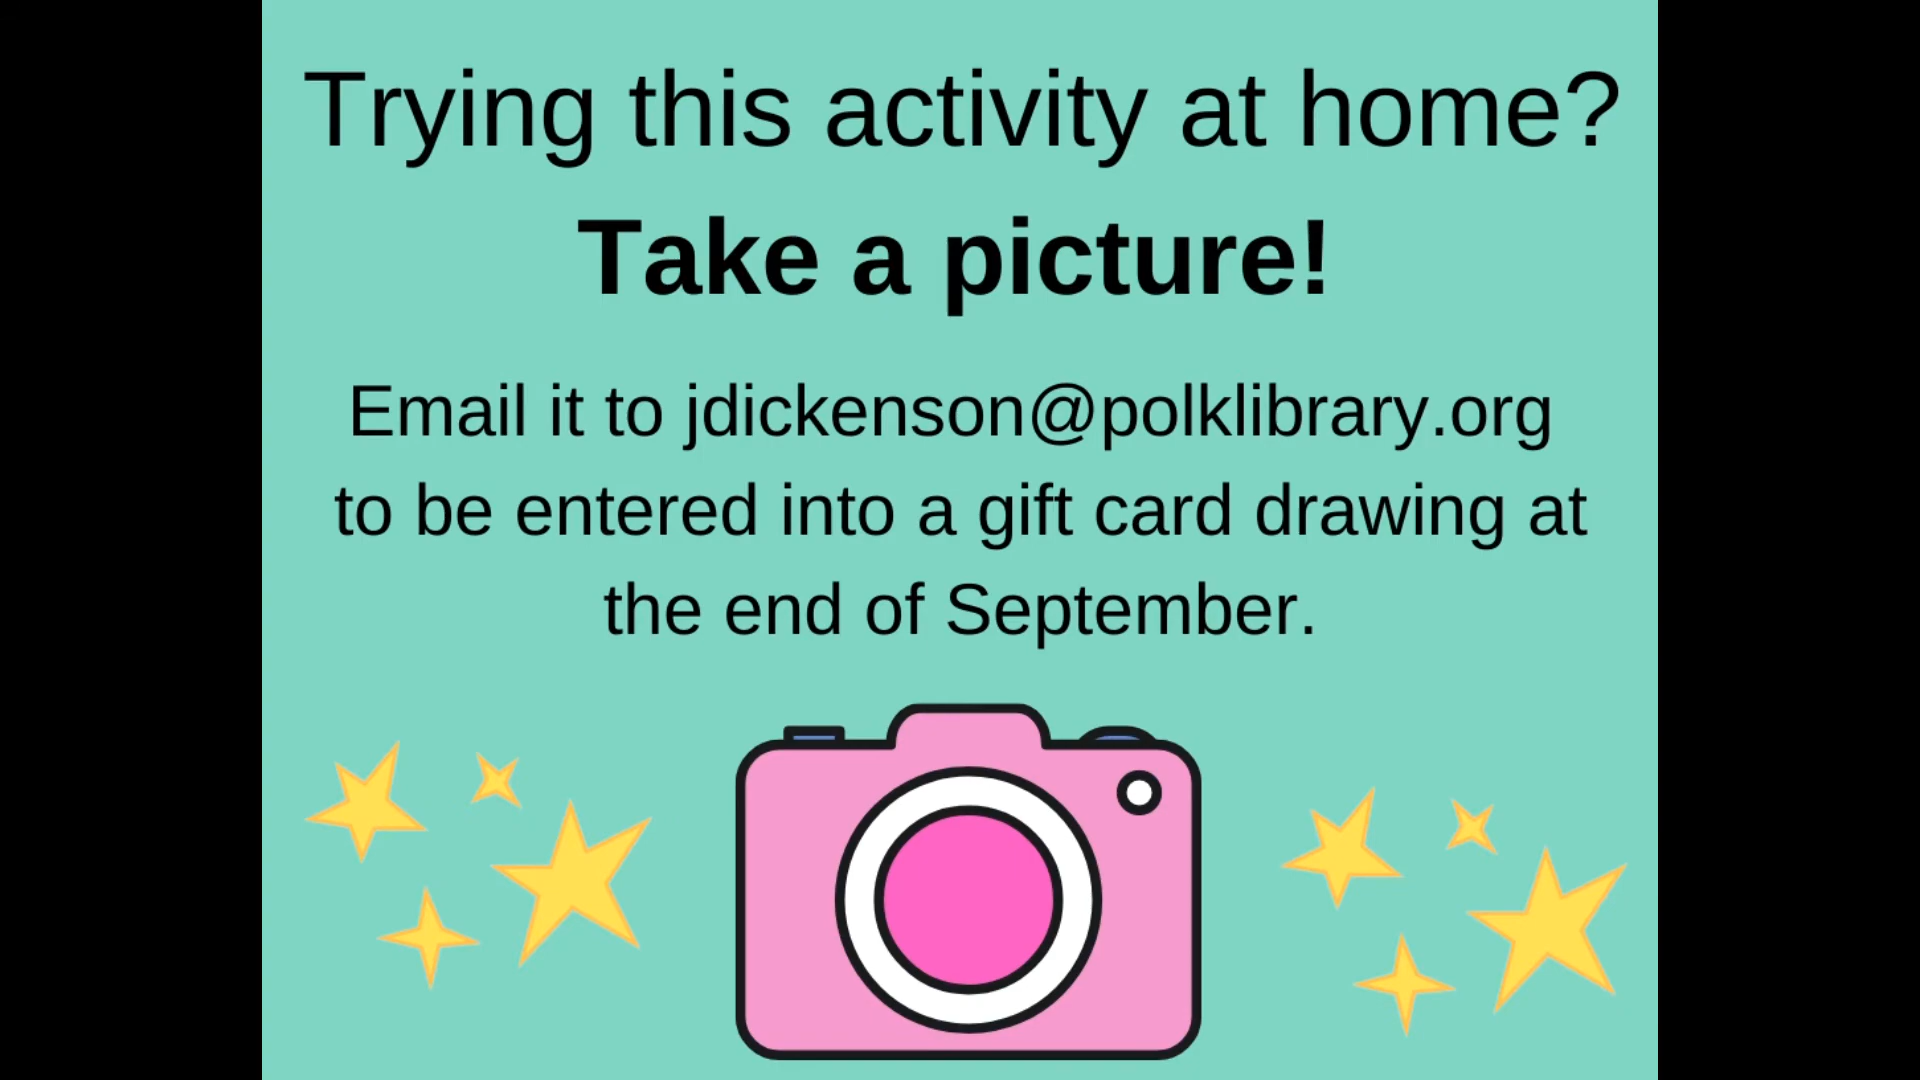 Trying this activity at home?
Take a picture!
Email it to jdickenson@polklibrary.org
to be entered into a gift card drawing at
the end of September.